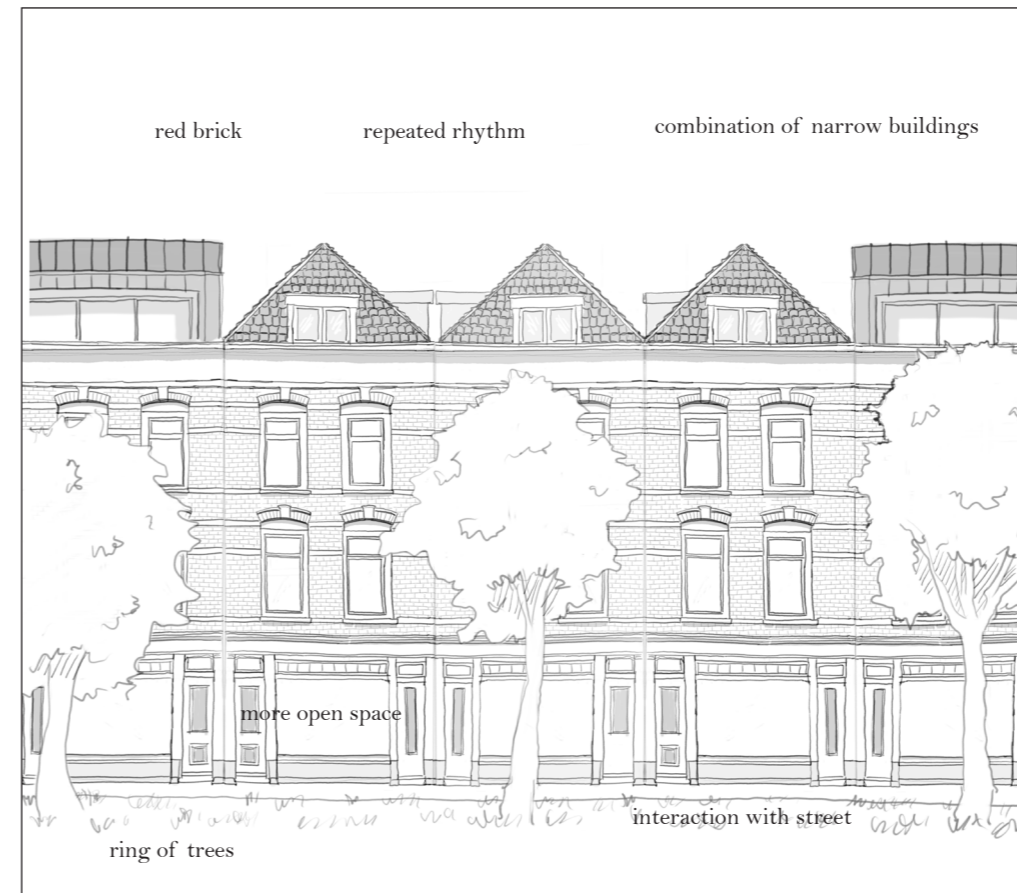 red brick
repeated rhythm
combination of narrow buildings
more open space
interaction with street
ring of trees